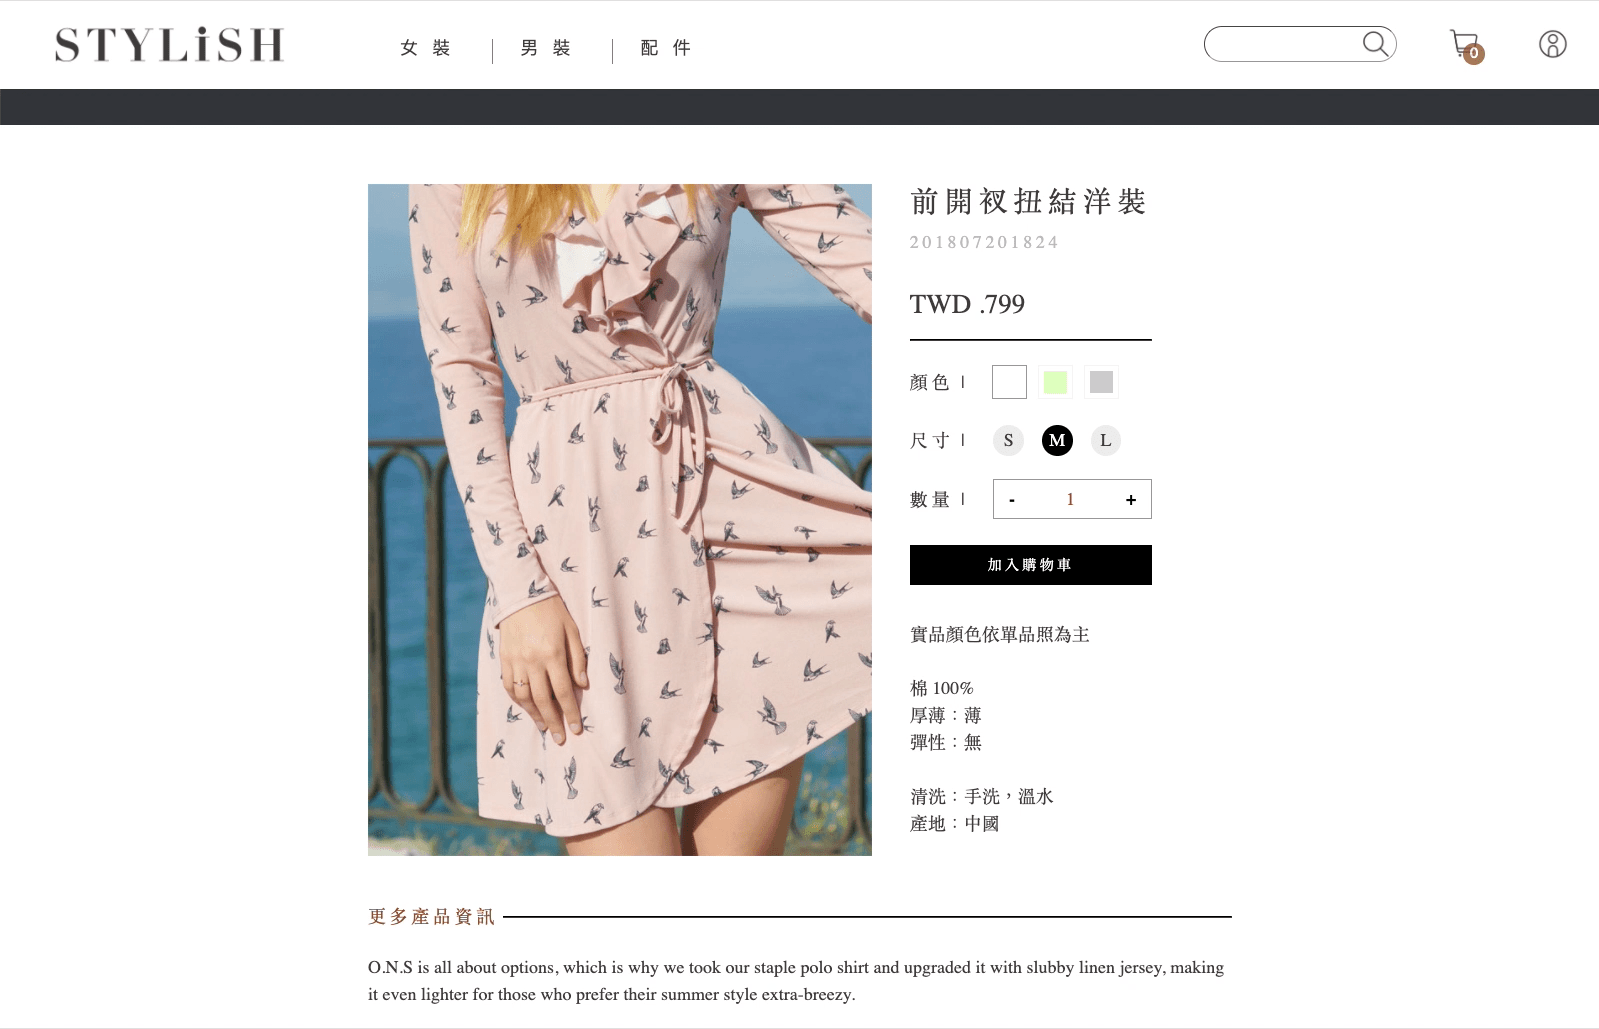 STYLiSH
女裝
男裝
配件
0
前開衩扭結洋裝
201807201824
TWD .799
顏色 |
尺寸 | S M L
數量 | - 1 +
加入購物車
實品顏色依單品照為主
棉 100%
厚薄：薄
彈性：無
清洗：手洗，溫水
產地：中國
更多產品資訊
O.N.S is all about options, which is why we took our staple polo shirt and upgraded it with slubby linen jersey, making
it even lighter for those who prefer their summer style extra-breezy.